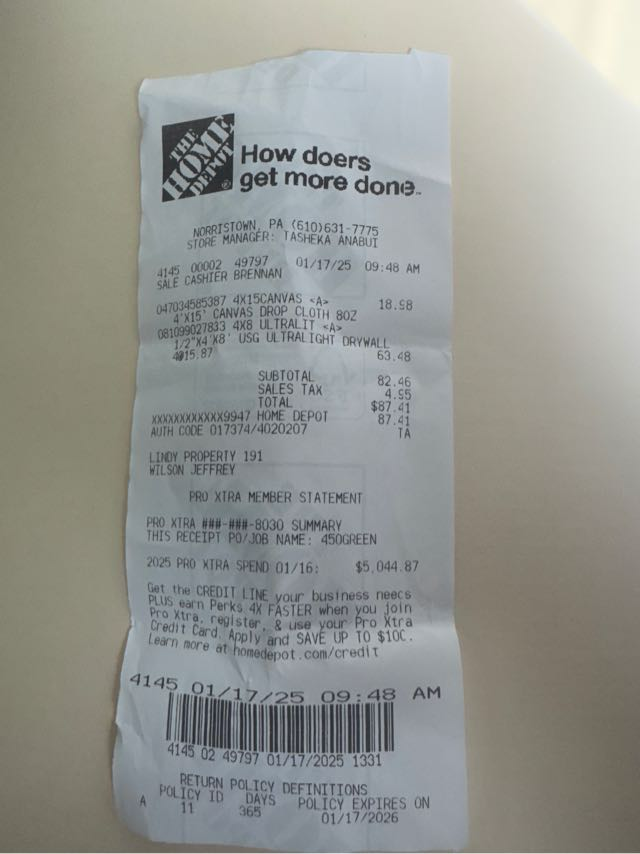 THE
HOME
DEPOT
How doers
get more done™
NORRISTOWN, PA (610)631-7775
STORE MANAGER: TASHEKA ANABUI
4145 00002 49797 01/17/25 09:48 AM
SALE CASHIER BRENNAN
047034585387 4X15CANVAS <A> 18.98
4'X15' CANVAS DROP CLOTH 8OZ
081099027833 4X8 ULTRALIT <A>
1/2"X4'X8' USG ULTRALIGHT DRYWALL
4@15.87 63.48
SUBTOTAL 82.46
SALES TAX 4.95
TOTAL $87.41
XXXXXXXXXXXX9947 HOME DEPOT 87.41
AUTH CODE 017374/4020207 TA
LINDY PROPERTY 191
WILSON JEFFREY
PRO XTRA MEMBER STATEMENT
PRO XTRA ###-###-8030 SUMMARY
THIS RECEIPT PO/JOB NAME: 450GREEN
2025 PRO XTRA SPEND 01/16: $5,044.87
Get the CREDIT LINE your business needs
PLUS earn Perks 4X FASTER when you join
Pro Xtra, register, & use your Pro Xtra
Credit Card. Apply and SAVE UP TO $100.
Learn more at homedepot.com/credit
4145 01/17/25 09:48 AM
4145 02 49797 01/17/2025 1331
RETURN POLICY DEFINITIONS
POLICY ID DAYS POLICY EXPIRES ON
A 11 365 01/17/2026